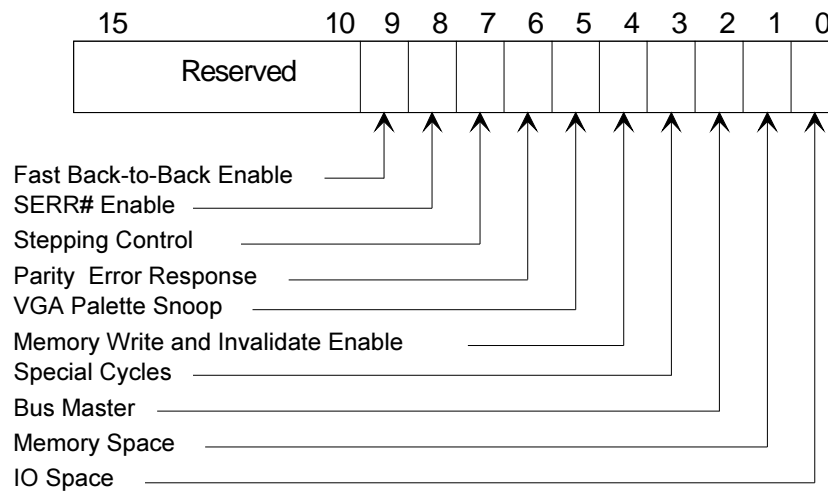 15 10 9 8 7 6 5 4 3 2 1 0
Reserved
Fast Back-to-Back Enable
SERR# Enable
Stepping Control
Parity Error Response
VGA Palette Snoop
Memory Write and Invalidate Enable
Special Cycles
Bus Master
Memory Space
IO Space